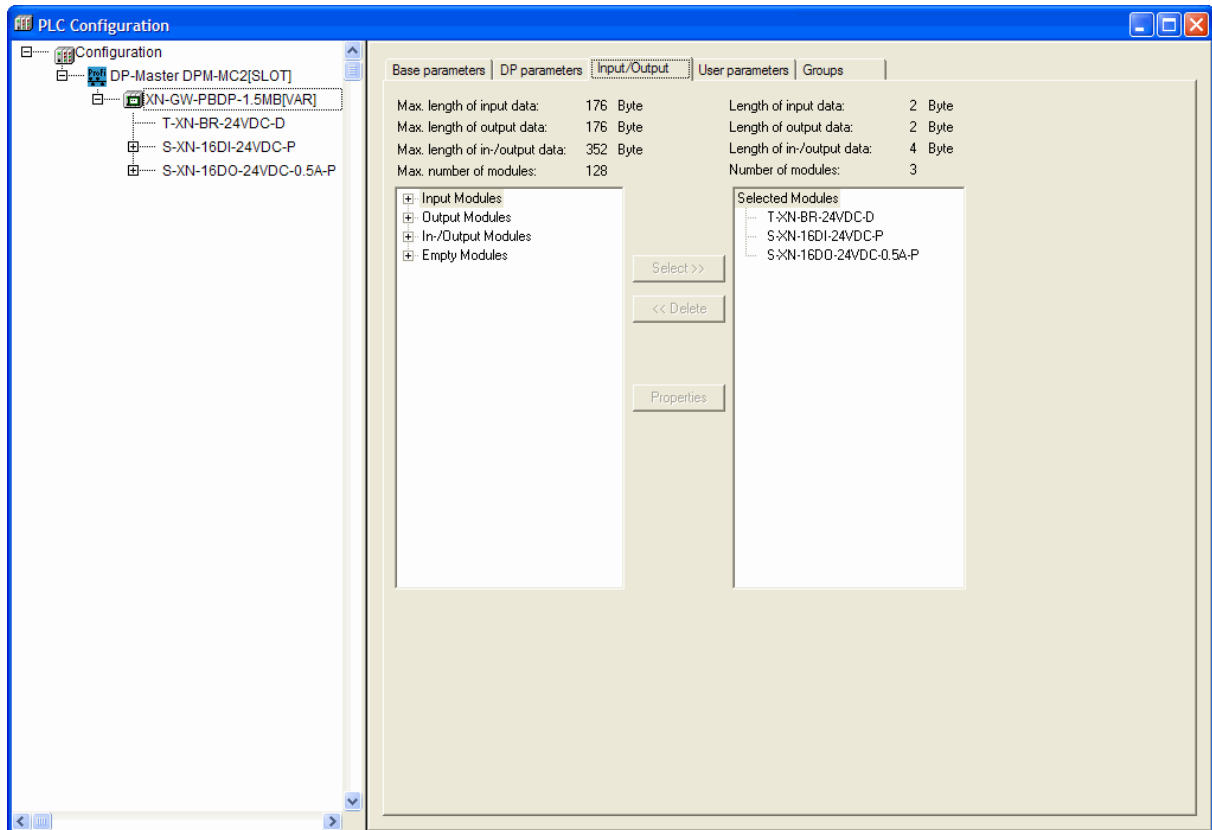 PLC Configuration
Configuration
DP-Master DPM-MC2[SLOT]
XN-GW-PBDP-1.5MB[VAR]
T-XN-BR-24VDC-D
S-XN-16DI-24VDC-P
S-XN-16DO-24VDC-0.5A-P
Base parameters DP parameters Input/Output User parameters Groups
Max. length of input data: 176 Byte Length of input data: 2 Byte
Max. length of output data: 176 Byte Length of output data: 2 Byte
Max. length of in-/output data: 352 Byte Length of in-/output data: 4 Byte
Max. number of modules: 128 Number of modules: 3
Input Modules
Output Modules
In-/Output Modules
Empty Modules
Select >>
<< Delete
Properties
Selected Modules
T-XN-BR-24VDC-D
S-XN-16DI-24VDC-P
S-XN-16DO-24VDC-0.5A-P